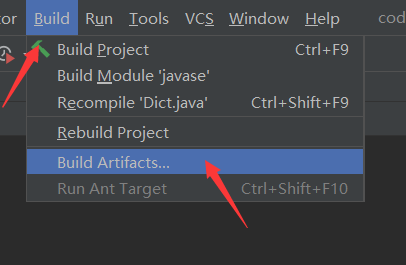 or Build Run Tools VCS Window Help cod
Build Project Ctrl+F9
Build Module 'javase'
Recompile 'Dict.java' Ctrl+Shift+F9
Rebuild Project
Build Artifacts...
Run Ant Target Ctrl+Shift+F10